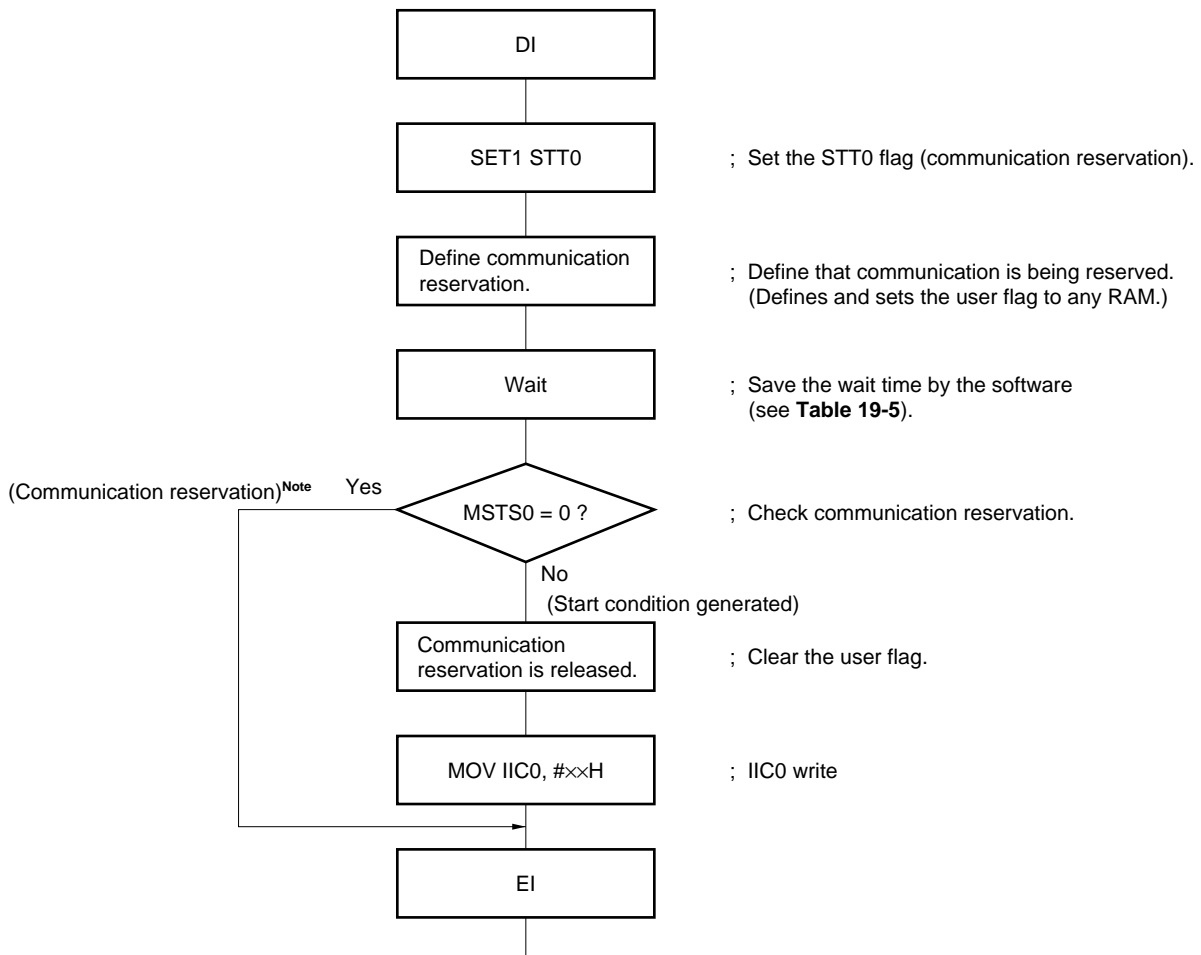 DI
SET1 STT0
; Set the STT0 flag (communication reservation).
Define communication
reservation.
; Define that communication is being reserved.
(Defines and sets the user flag to any RAM.)
Wait
; Save the wait time by the software
(see Table 19-5).
(Communication reservation)Note
Yes
MSTS0 = 0 ?
; Check communication reservation.
No
(Start condition generated)
Communication
reservation is released.
; Clear the user flag.
MOV IIC0, #××H
; IIC0 write
EI